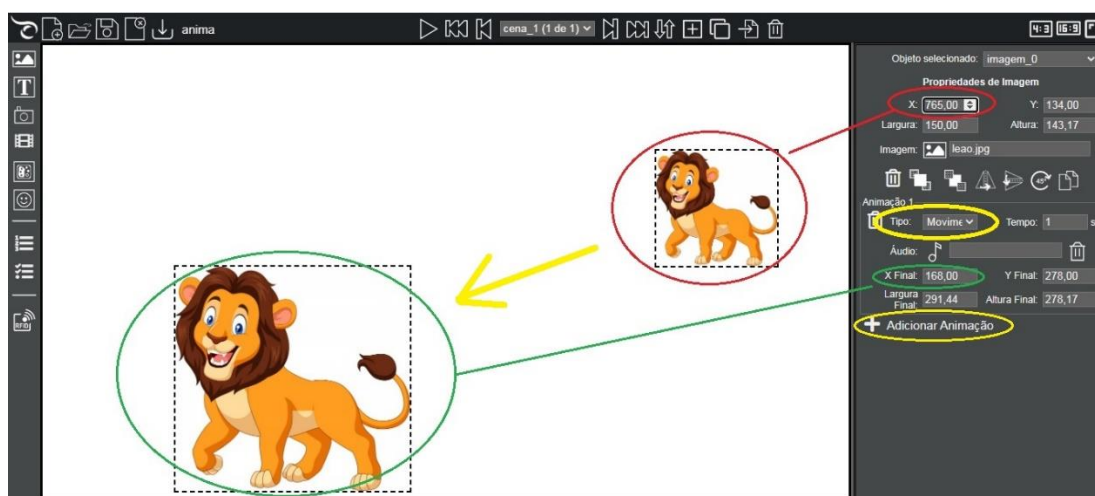 anima
cena_1 (1 de 1)
4:3 16:9
Objeto selecionado: imagem_0
Propriedades de Imagem
X: 765,00 Y: 134,00
Largura: 150,00 Altura: 143,17
Imagem: leao.jpg
45°
Animação 1
Tipo: Movime Tempo: 1 s
Áudio:
X Final: 168,00 Y Final: 278,00
Largura Final: 291,44 Altura Final: 278,17
Adicionar Animação
T
RFID